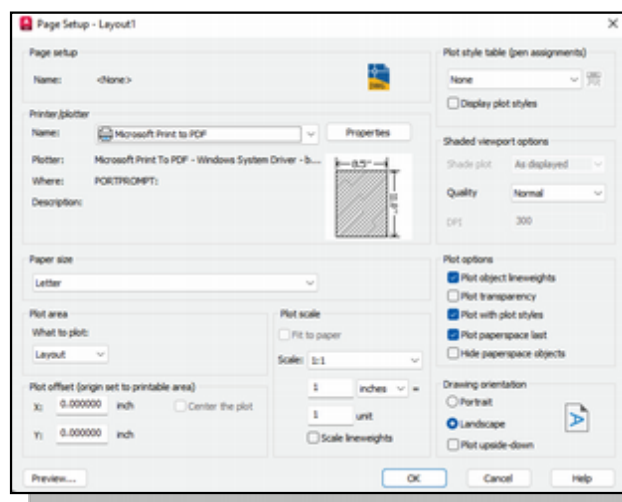 Page Setup - Layout1
Page setup
Name: <None>
DWG
Printer/plotter
Name: Microsoft Print to PDF
Properties
Plotter: Microsoft Print To PDF - Windows System Driver - b...
Where: PORTPROMPT:
Description:
8.5"
Paper size
Letter
Plot area
What to plot:
Layout
Plot offset (origin set to printable area)
X: 0.000000 inch
Center the plot
Y: 0.000000 inch
Plot scale
Fit to paper
Scale: 1:1
1 inches =
1 unit
Scale lineweights
Plot style table (pen assignments)
None
Display plot styles
Shaded viewport options
Shade plot As displayed
Quality Normal
DPI 300
Plot options
Plot object lineweights
Plot transparency
Plot with plot styles
Plot paperspace last
Hide paperspace objects
Drawing orientation
Portrait
Landscape
A
Plot upside-down
Preview...
OK
Cancel
Help